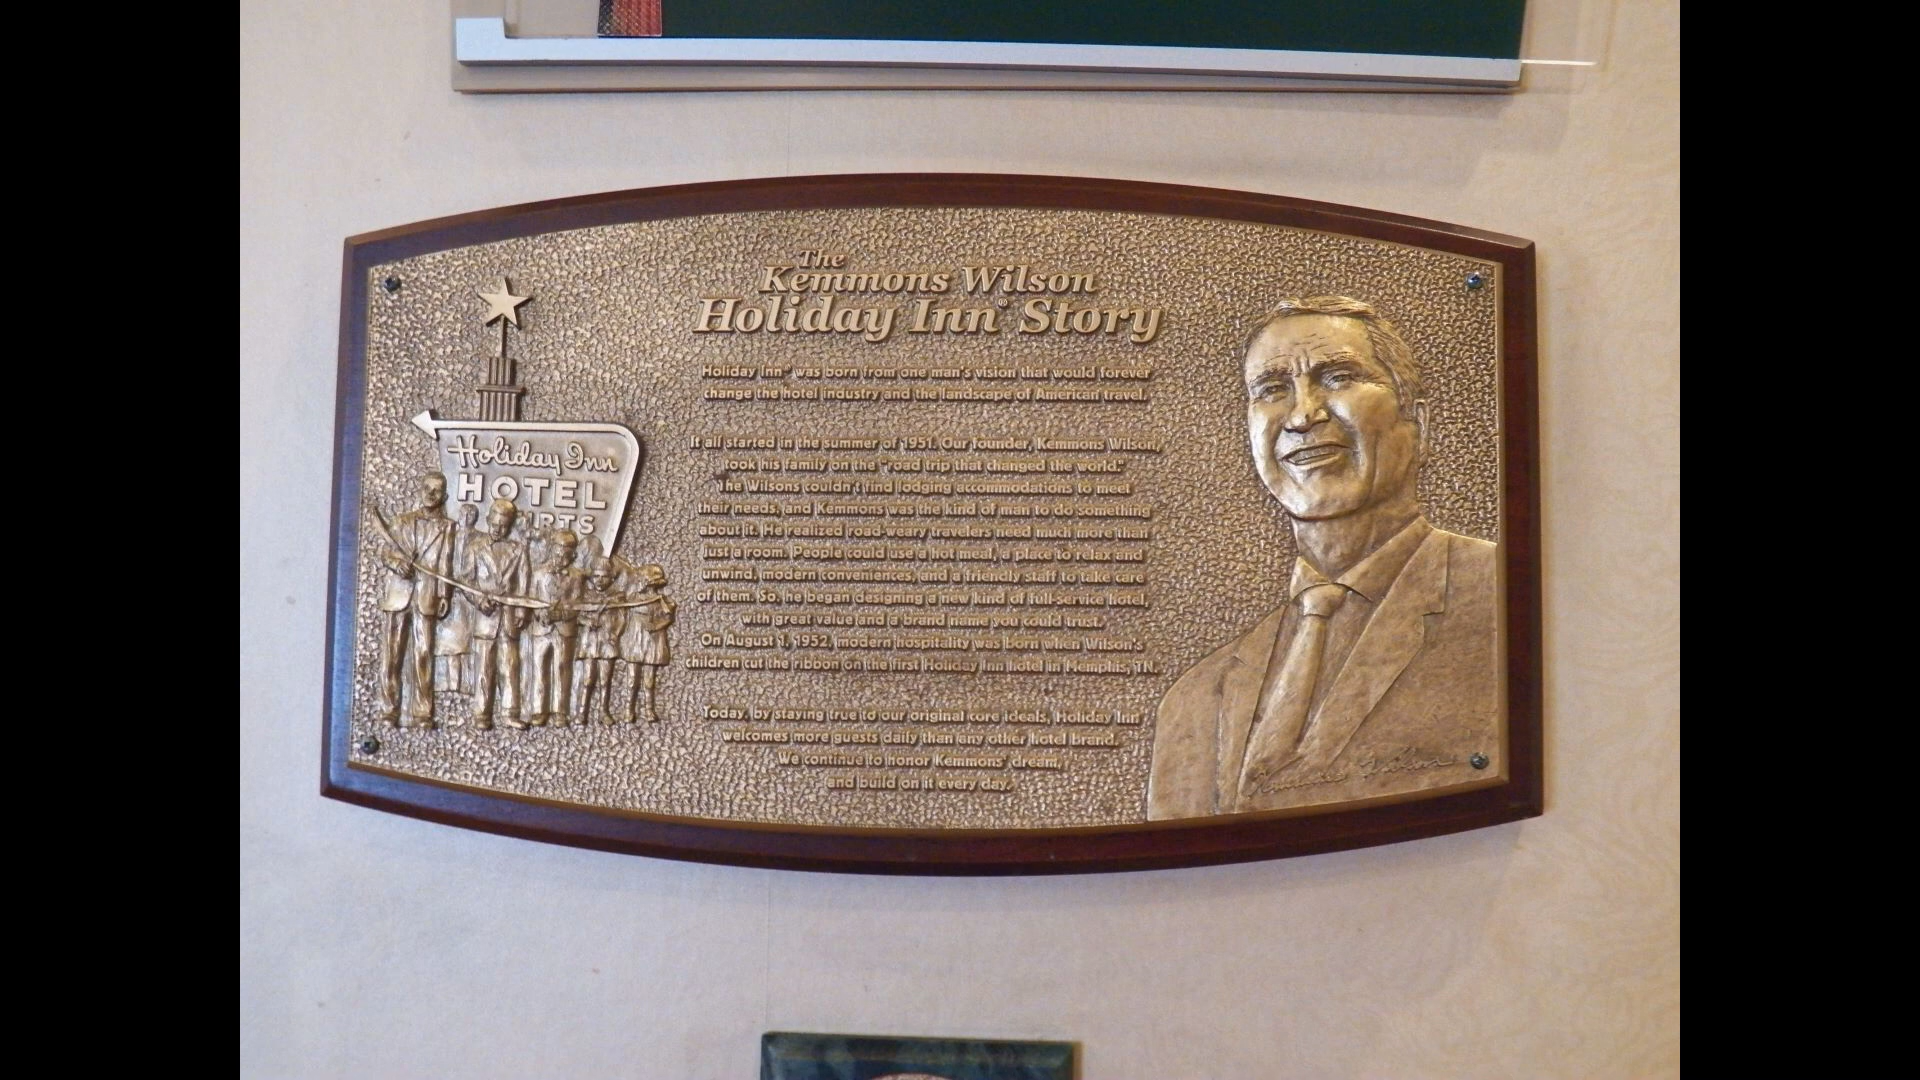 The
Kemmons Wilson
Holiday Inn® Story
Holiday Inn® was born from one man's vision that would forever
change the hotel industry and the landscape of American travel.
It all started in the summer of 1951. Our founder, Kemmons Wilson,
took his family on the "road trip that changed the world."
The Wilsons couldn't find lodging accommodations to meet
their needs, and Kemmons was the kind of man to do something
about it. He realized road-weary travelers need much more than
just a room. People could use a hot meal, a place to relax and
unwind, modern conveniences, and a friendly staff to take care
of them. So, he began designing a new kind of full-service hotel,
with great value and a brand name you could trust.
On August 1, 1952, modern hospitality was born when Wilson's
children cut the ribbon on the first Holiday Inn hotel in Memphis, TN.
Today, by staying true to our original core ideals, Holiday Inn
welcomes more guests daily than any other hotel brand.
We continue to honor Kemmons' dream,
and build on it every day.
Holiday Inn
HOTEL
Kemmons Wilson